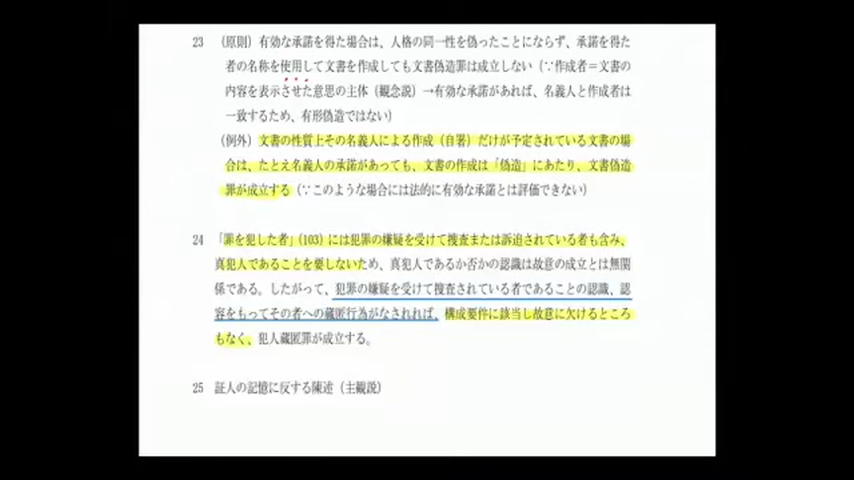 23 （原則）有効な承諾を得た場合は、人格の同一性を偽ったことにならず、承諾を得た
者の名称を使用して文書を作成しても文書偽造罪は成立しない（∵作成者＝文書の
内容を表示させた意思の主体（観念説）→有効な承諾があれば、名義人と作成者は
一致するため、有形偽造ではない）
（例外）文書の性質上その名義人による作成（自署）だけが予定されている文書の場
合は、たとえ名義人の承諾があっても、文書の作成は「偽造」にあたり、文書偽造
罪が成立する（∵このような場合には法的に有効な承諾とは評価できない）
24 「罪を犯した者」(103) には犯罪の嫌疑を受けて捜査または訴追されている者も含み、
真犯人であることを要しないため、真犯人であるか否かの認識は故意の成立とは無関
係である。したがって、犯罪の嫌疑を受けて捜査されている者であることの認識、認
容をもってその者への蔵匿行為がなされれば、構成要件に該当し故意に欠けるところ
もなく、犯人蔵匿罪が成立する。
25 証人の記憶に反する陳述（主観説）